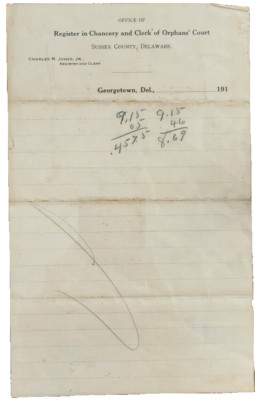 OFFICE OF
Register in Chancery and Clerk of Orphans' Court
SUSSEX COUNTY, DELAWARE.
CHARLES R. JONES, JR.
REGISTER AND CLERK
Georgetown, Del., 191
9.15 9.15
05 46
.4575 8.69